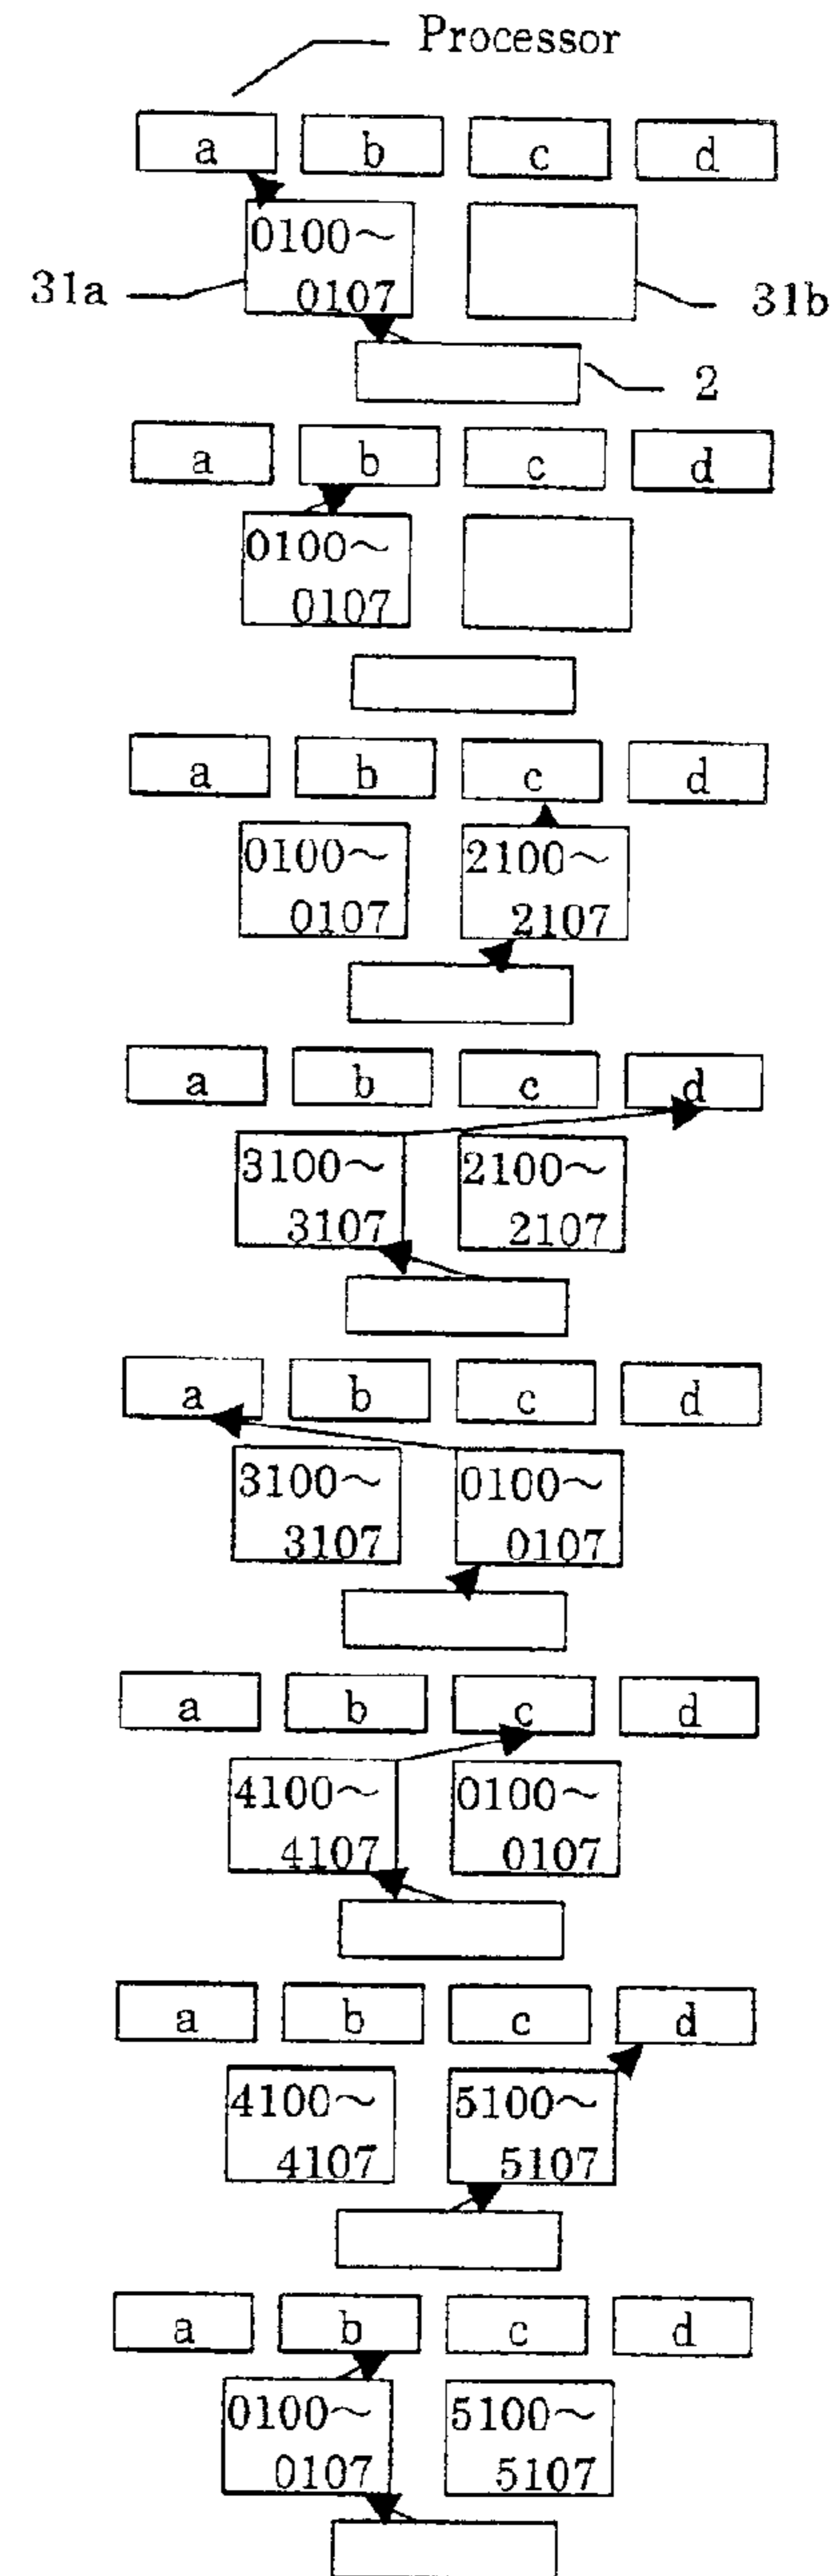 Processor
a b c d
0100~
0107
31a
31b
2
a b c d
0100~
0107
a b c d
0100~ 2100~
0107 2107
a b c d
3100~ 2100~
3107 2107
a b c d
3100~ 0100~
3107 0107
a b c d
4100~ 0100~
4107 0107
a b c d
4100~ 5100~
4107 5107
a b c d
0100~ 5100~
0107 5107